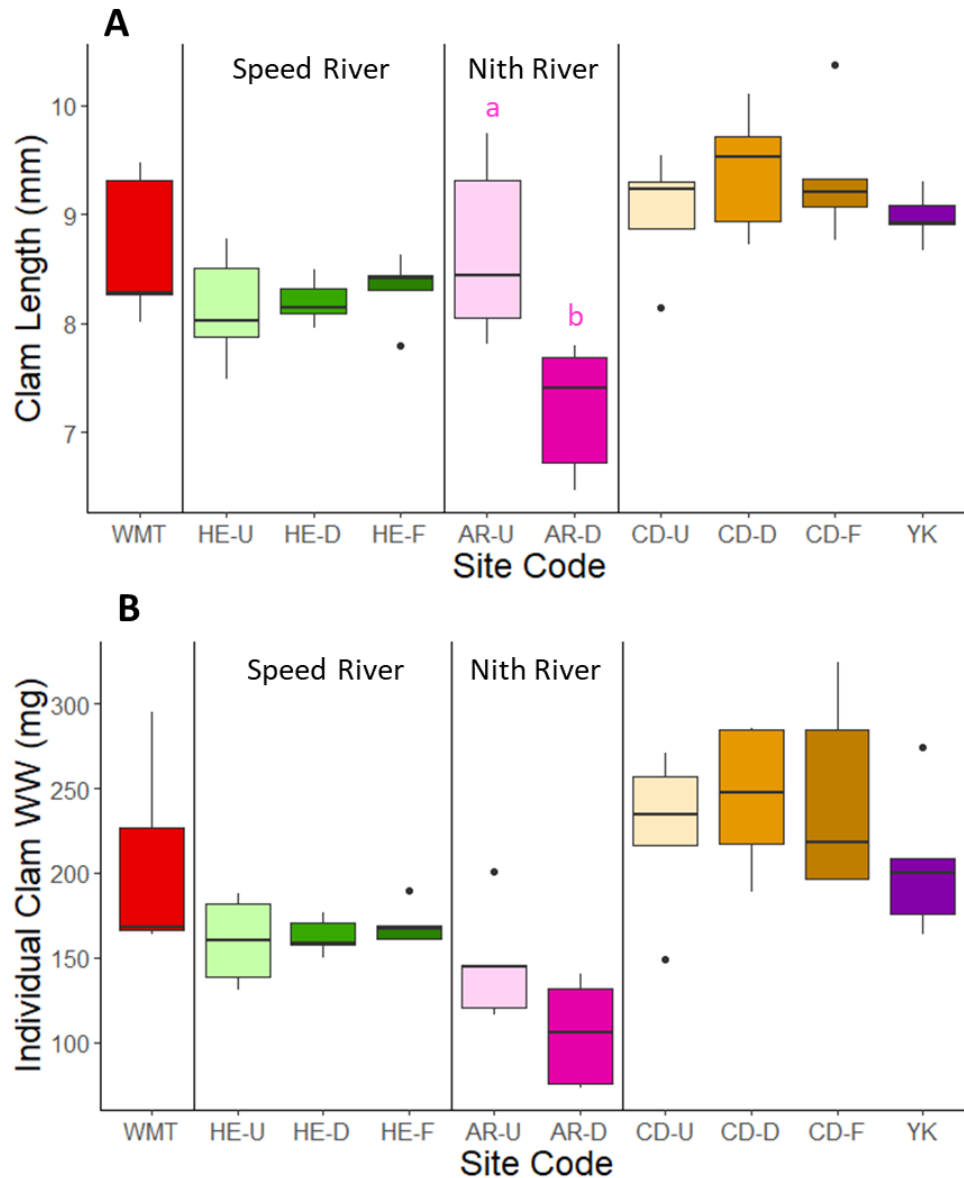 A
Speed River
Nith River
a
b
Clam Length (mm)
10
9
8
7
WMT HE-U HE-D HE-F AR-U AR-D CD-U CD-D CD-F YK
Site Code
B
Speed River
Nith River
Individual Clam WW (mg)
300
250
200
150
100
WMT HE-U HE-D HE-F AR-U AR-D CD-U CD-D CD-F YK
Site Code